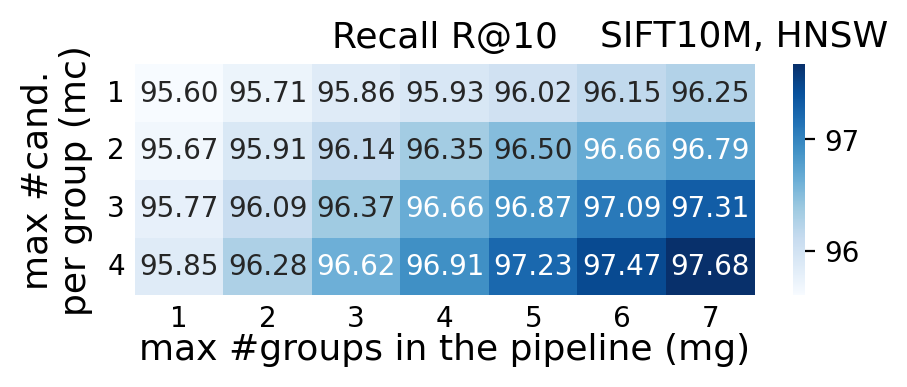 Recall R@10 SIFT10M, HNSW
max #cand.
per group (mc)
1 95.60 95.71 95.86 95.93 96.02 96.15 96.25
2 95.67 95.91 96.14 96.35 96.50 96.66 96.79
3 95.77 96.09 96.37 96.66 96.87 97.09 97.31
4 95.85 96.28 96.62 96.91 97.23 97.47 97.68
1 2 3 4 5 6 7
max #groups in the pipeline (mg)
97
96